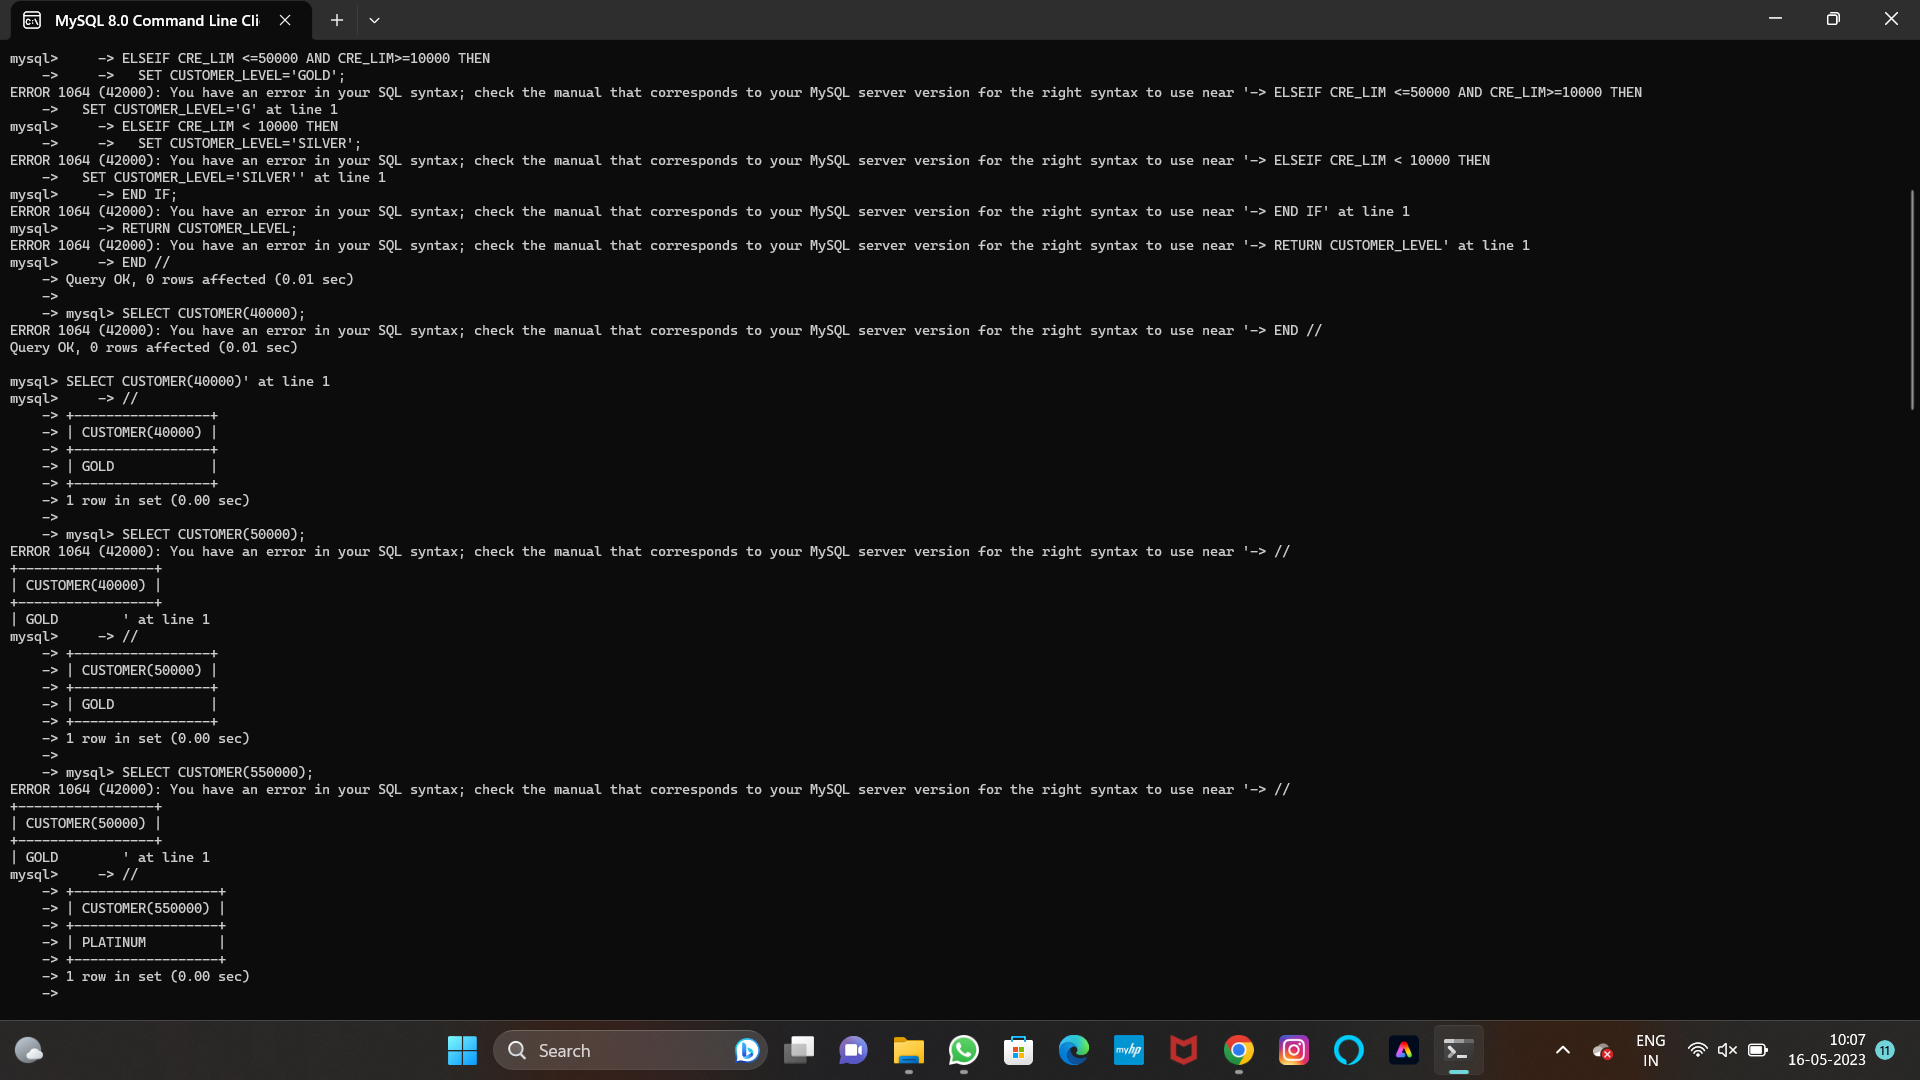 MySQL 8.0 Command Line Cli
mysql>     -> ELSEIF CRE_LIM <=50000 AND CRE_LIM>=10000 THEN
    ->     ->   SET CUSTOMER_LEVEL='GOLD';
ERROR 1064 (42000): You have an error in your SQL syntax; check the manual that corresponds to your MySQL server version for the right syntax to use near '-> ELSEIF CRE_LIM <=50000 AND CRE_LIM>=10000 THEN
    ->   SET CUSTOMER_LEVEL='G' at line 1
mysql>     -> ELSEIF CRE_LIM < 10000 THEN
    ->     ->   SET CUSTOMER_LEVEL='SILVER';
ERROR 1064 (42000): You have an error in your SQL syntax; check the manual that corresponds to your MySQL server version for the right syntax to use near '-> ELSEIF CRE_LIM < 10000 THEN
    ->   SET CUSTOMER_LEVEL='SILVER'' at line 1
mysql>     -> END IF;
ERROR 1064 (42000): You have an error in your SQL syntax; check the manual that corresponds to your MySQL server version for the right syntax to use near '-> END IF' at line 1
mysql>     -> RETURN CUSTOMER_LEVEL;
ERROR 1064 (42000): You have an error in your SQL syntax; check the manual that corresponds to your MySQL server version for the right syntax to use near '-> RETURN CUSTOMER_LEVEL' at line 1
mysql>     -> END //
    -> Query OK, 0 rows affected (0.01 sec)
    ->
    -> mysql> SELECT CUSTOMER(40000);
ERROR 1064 (42000): You have an error in your SQL syntax; check the manual that corresponds to your MySQL server version for the right syntax to use near '-> END //
Query OK, 0 rows affected (0.01 sec)
mysql> SELECT CUSTOMER(40000)' at line 1
mysql>     -> //
    -> +-----------------+
    -> | CUSTOMER(40000) |
    -> +-----------------+
    -> | GOLD            |
    -> +-----------------+
    -> 1 row in set (0.00 sec)
    ->
    -> mysql> SELECT CUSTOMER(50000);
ERROR 1064 (42000): You have an error in your SQL syntax; check the manual that corresponds to your MySQL server version for the right syntax to use near '-> //
+-----------------+
| CUSTOMER(40000) |
+-----------------+
| GOLD        ' at line 1
mysql>     -> //
    -> +-----------------+
    -> | CUSTOMER(50000) |
    -> +-----------------+
    -> | GOLD            |
    -> +-----------------+
    -> 1 row in set (0.00 sec)
    ->
    -> mysql> SELECT CUSTOMER(550000);
ERROR 1064 (42000): You have an error in your SQL syntax; check the manual that corresponds to your MySQL server version for the right syntax to use near '-> //
+-----------------+
| CUSTOMER(50000) |
+-----------------+
| GOLD        ' at line 1
mysql>     -> //
    -> +------------------+
    -> | CUSTOMER(550000) |
    -> +------------------+
    -> | PLATINUM         |
    -> +------------------+
    -> 1 row in set (0.00 sec)
    ->
Search
myhp
ENG
IN
10:07
16-05-2023
11